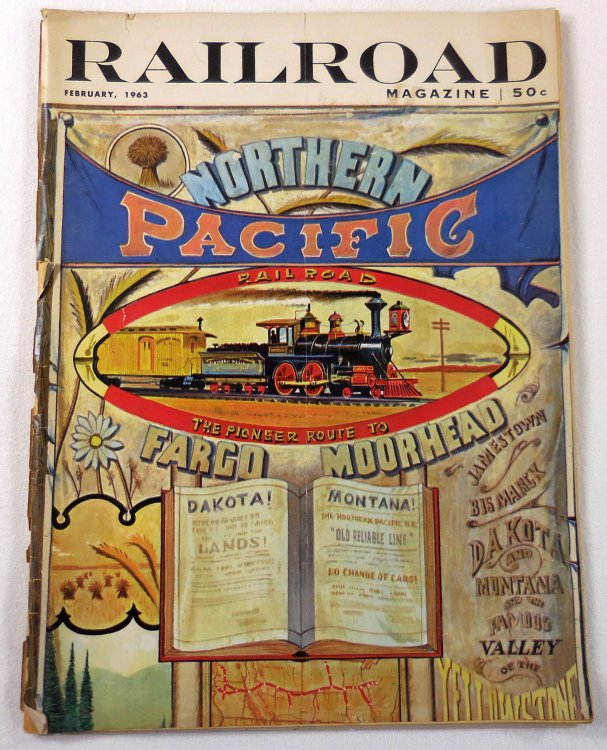 RAILROAD
FEBRUARY, 1963
MAGAZINE | 50c
NORTHERN
PACIFIC
RAIL ROAD
THE PIONEER ROUTE TO
FARGO MOORHEAD
JAMESTOWN
BISMARCK
DAKOTA
AND
MONTANA
AND THE
FAMOUS
VALLEY
OF THE
YELLOWSTONE
DAKOTA!
LANDS!
MONTANA!
THE NORTHERN PACIFIC R.R.
"OLD RELIABLE LINE"
NO CHANGE OF CARS!